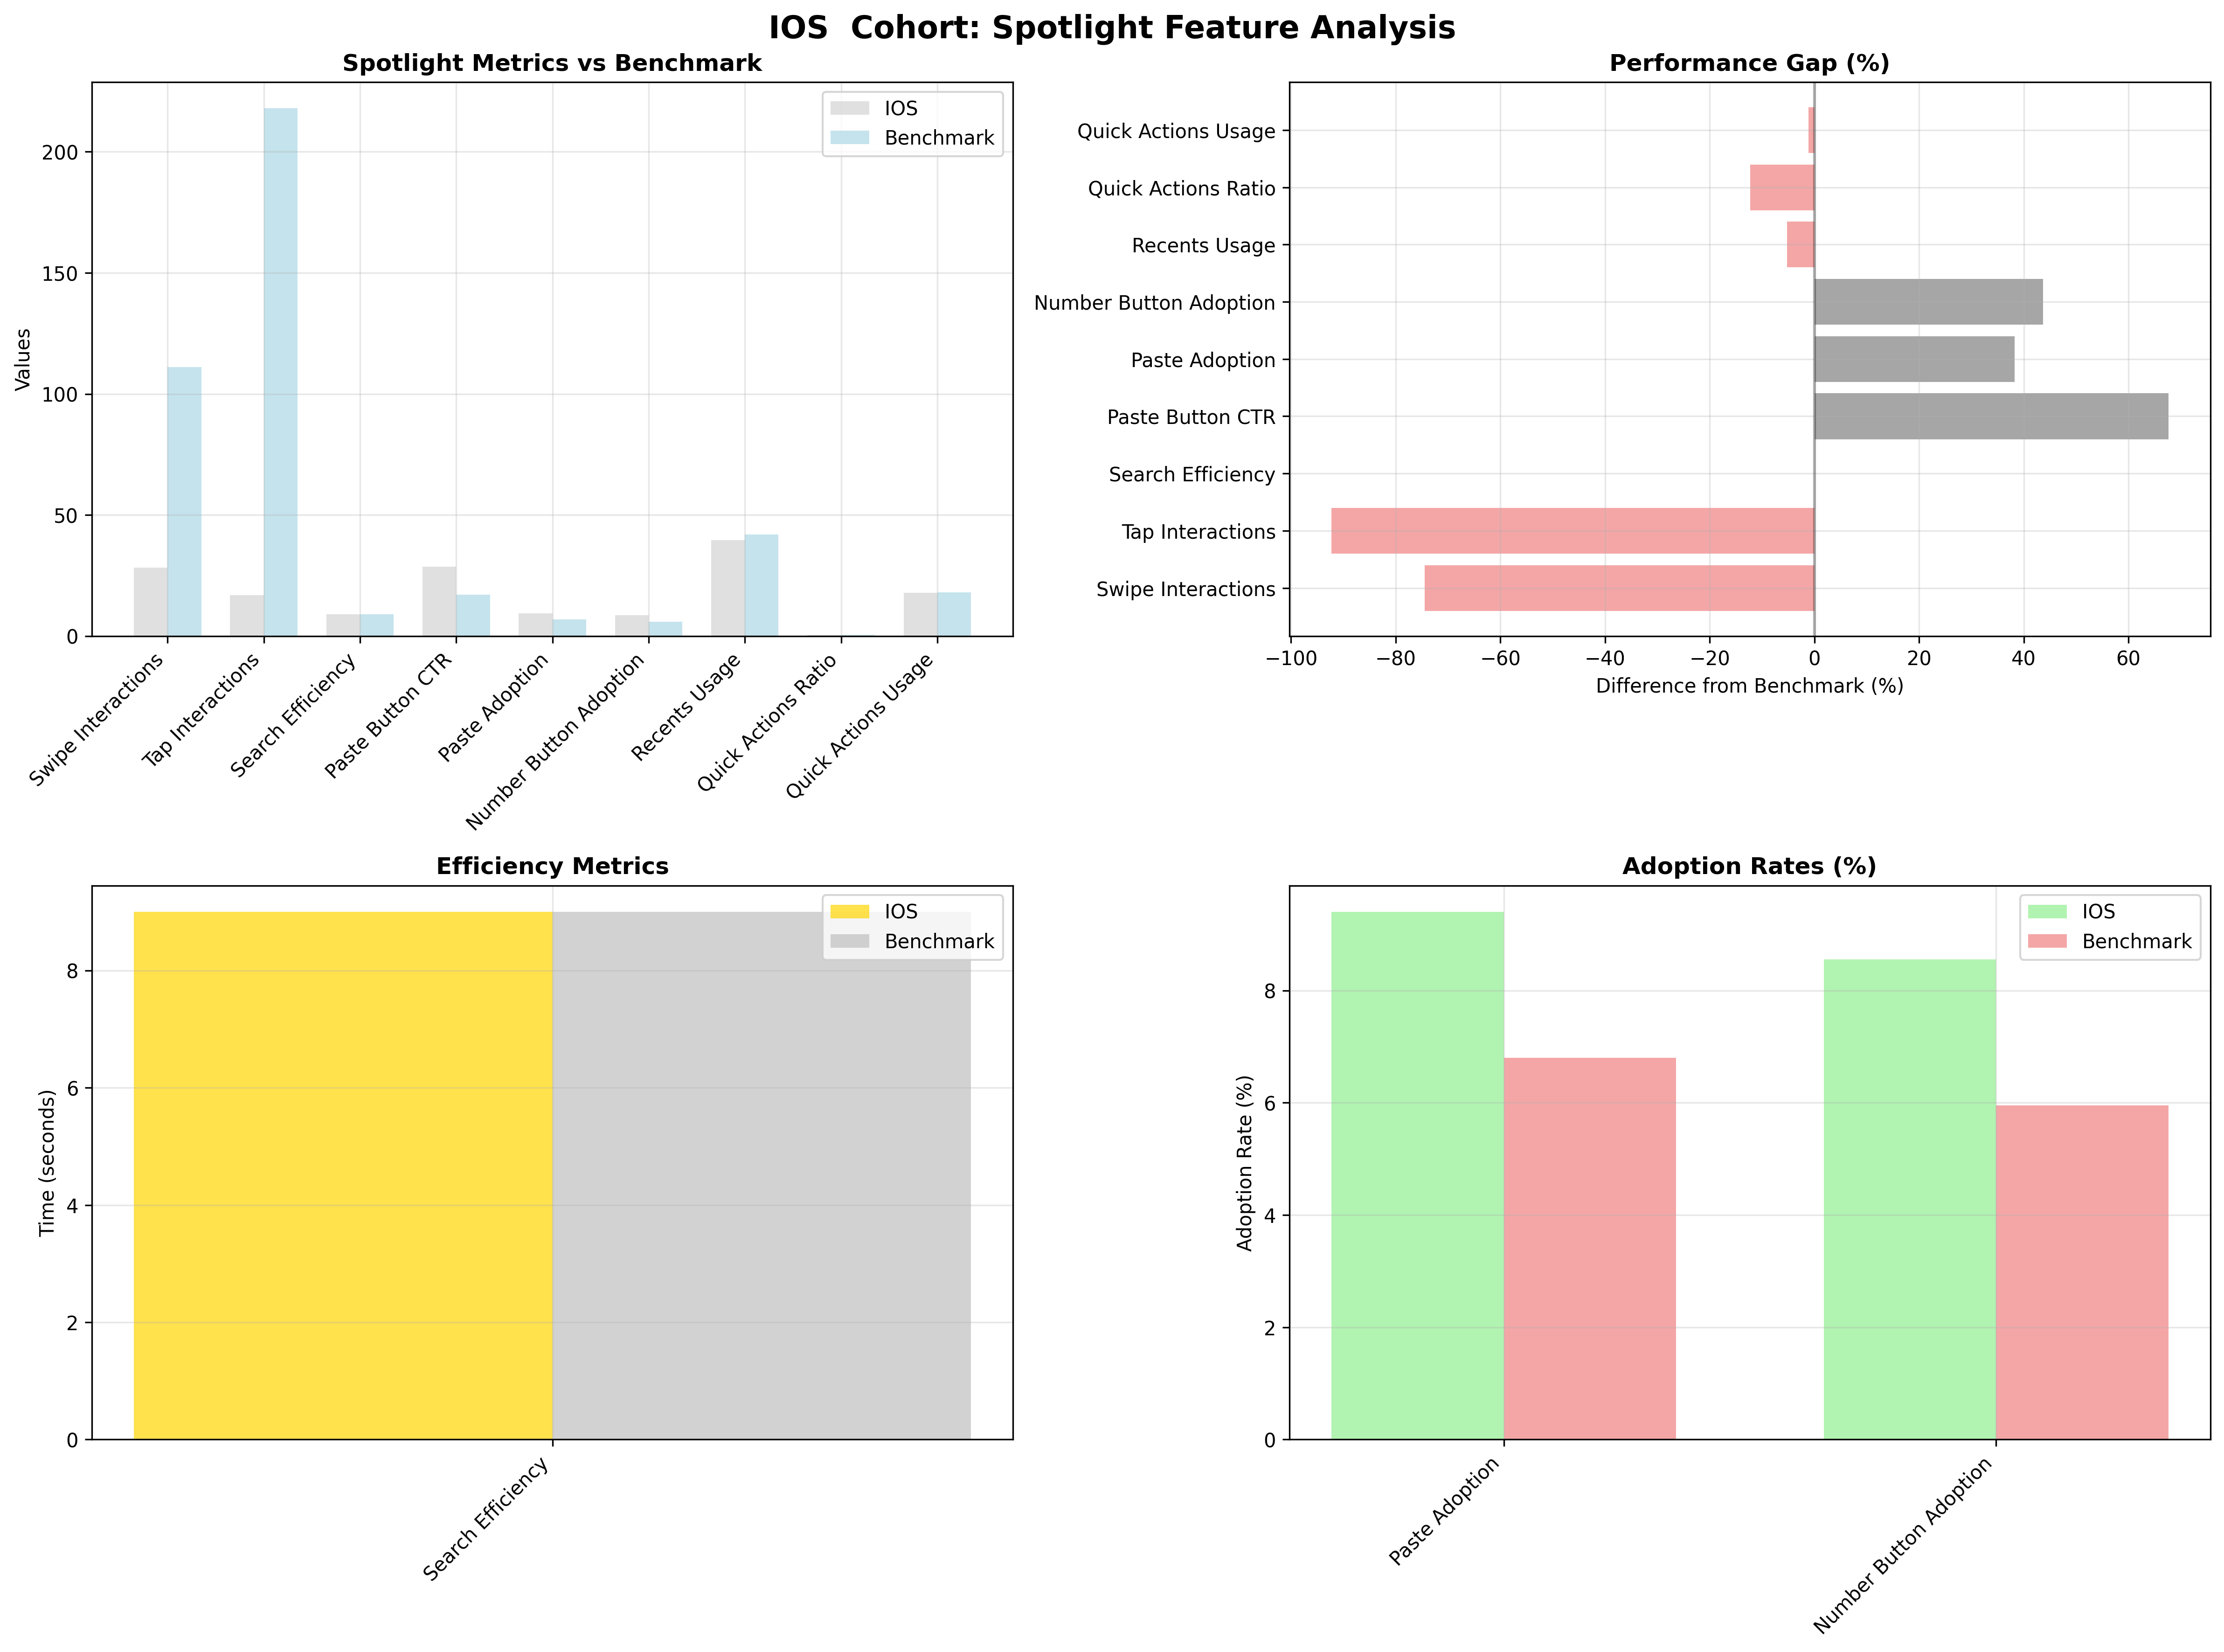 IOS  Cohort: Spotlight Feature Analysis
Spotlight Metrics vs Benchmark
IOS
Benchmark
Values
200
150
100
50
0
Swipe Interactions
Tap Interactions
Search Efficiency
Paste Button CTR
Paste Adoption
Number Button Adoption
Recents Usage
Quick Actions Ratio
Quick Actions Usage
Performance Gap (%)
Quick Actions Usage
Quick Actions Ratio
Recents Usage
Number Button Adoption
Paste Adoption
Paste Button CTR
Search Efficiency
Tap Interactions
Swipe Interactions
−100 −80 −60 −40 −20 0 20 40 60
Difference from Benchmark (%)
Efficiency Metrics
IOS
Benchmark
Time (seconds)
8
6
4
2
0
Search Efficiency
Adoption Rates (%)
IOS
Benchmark
Adoption Rate (%)
8
6
4
2
0
Paste Adoption
Number Button Adoption